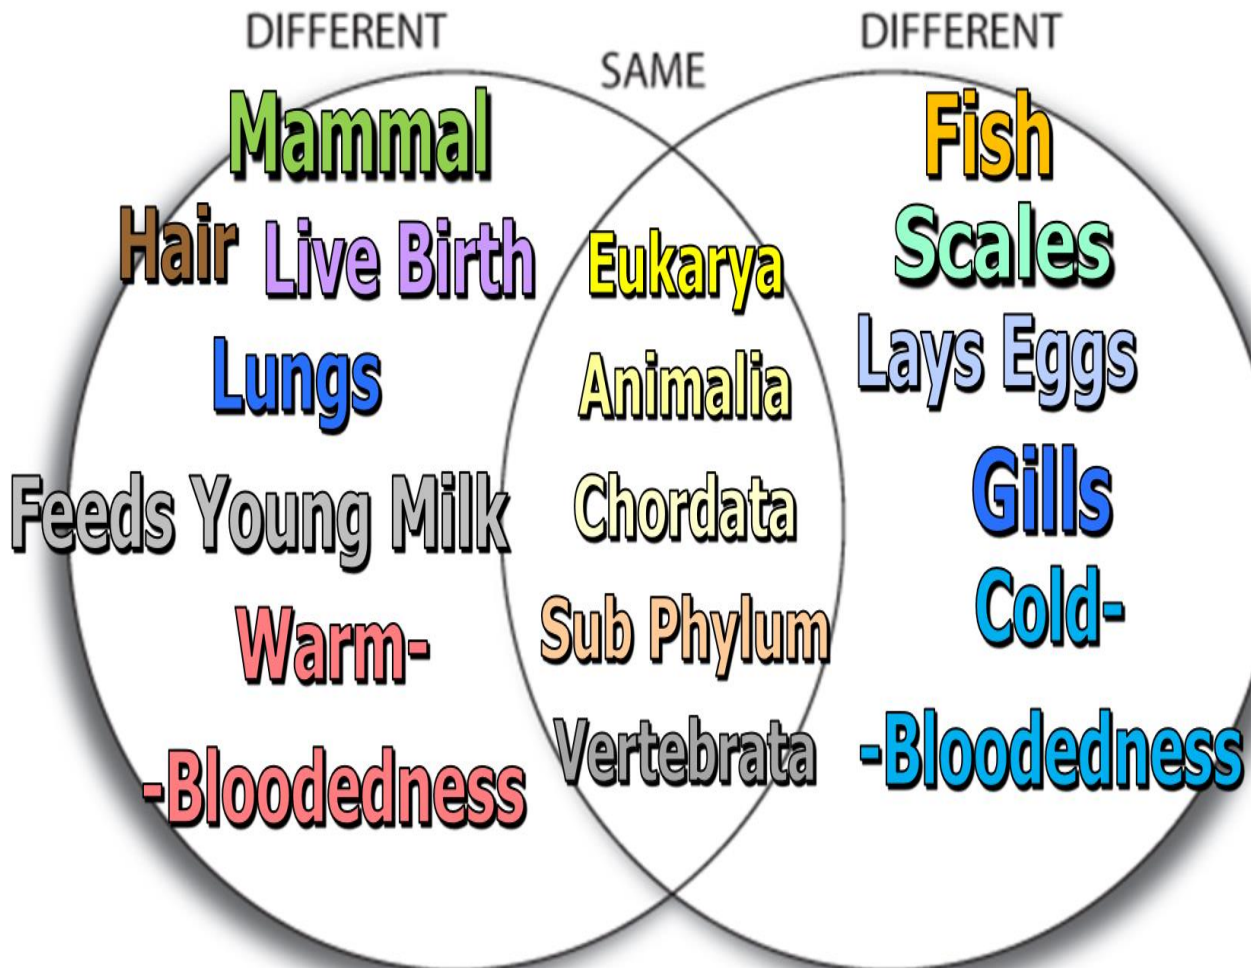 DIFFERENT
SAME
DIFFERENT
Mammal
Hair Live Birth
Lungs
Feeds Young Milk
Warm-
-Bloodedness
Eukarya
Animalia
Chordata
Sub Phylum
Vertebrata
Fish
Scales
Lays Eggs
Gills
Cold-
-Bloodedness